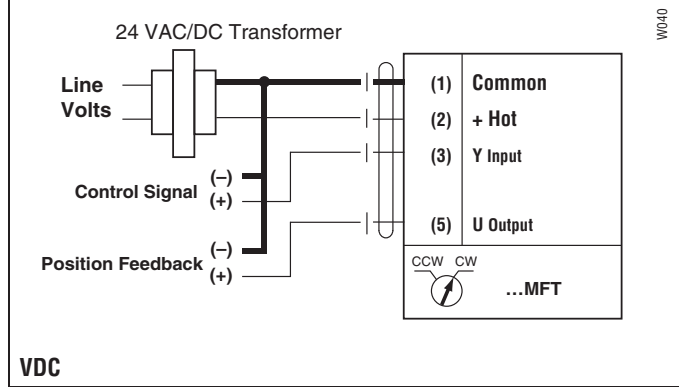 24 VAC/DC Transformer
W040
Line
Volts
(1) Common
(2) + Hot
(3) Y Input
Control Signal (–)
(+)
(5) U Output
Position Feedback (–)
(+)
CCW CW
...MFT
VDC